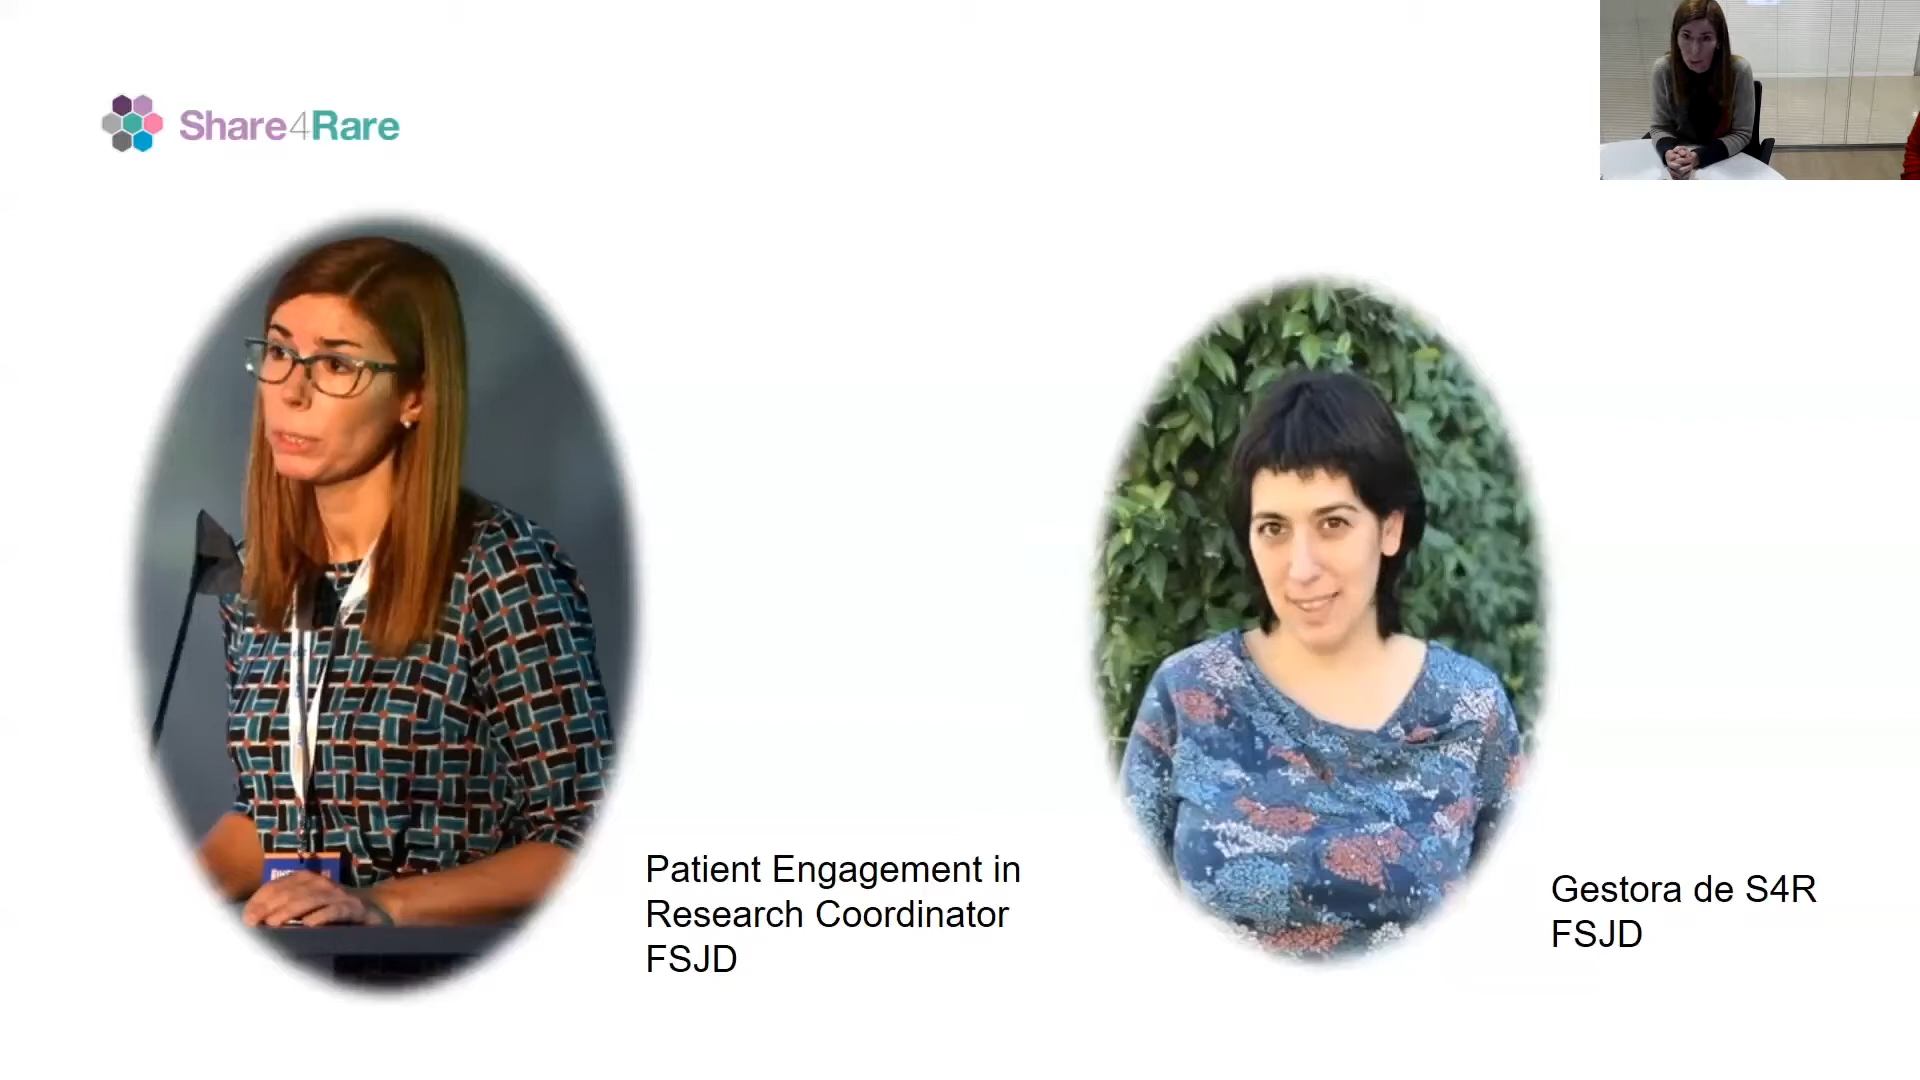 Share4Rare
Patient Engagement in
Research Coordinator
FSJD
Gestora de S4R
FSJD